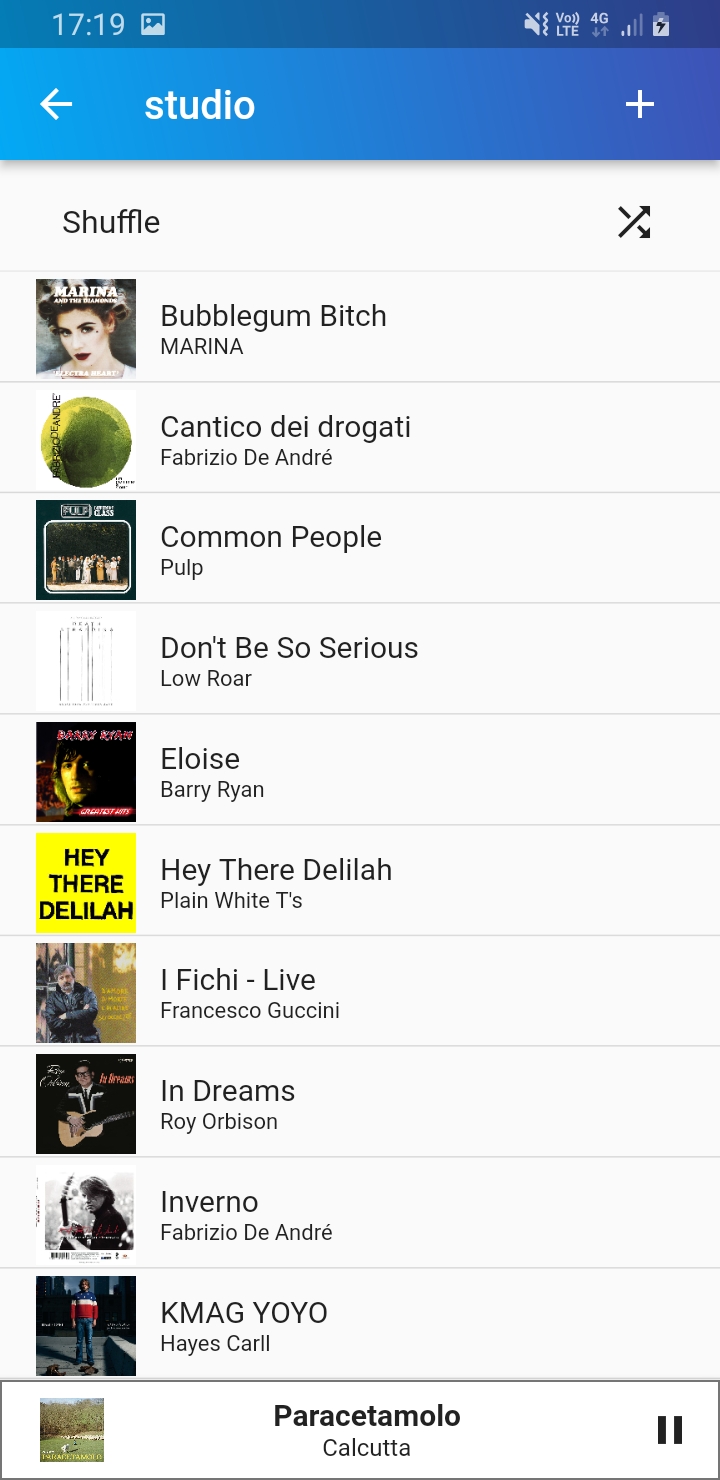 17:19
Vo)) LTE
4G
studio
Shuffle
MARINA
AND THE DIAMONDS
ELECTRA HEART
Bubblegum Bitch
MARINA
FABRIZIO DE ANDRÉ
Cantico dei drogati
Fabrizio De André
PULP
DIFFERENT CLASS
Common People
Pulp
DEATH
STRANDING
Don't Be So Serious
Low Roar
BARRY RYAN
GREATEST HITS
Eloise
Barry Ryan
HEY
THERE
DELILAH
Hey There Delilah
Plain White T's
I Fichi - Live
Francesco Guccini
Roy Orbison
In Dreams
In Dreams
Roy Orbison
Inverno
Fabrizio De André
KMAG YOYO
Hayes Carll
PARACETAMOLO
Paracetamolo
Calcutta